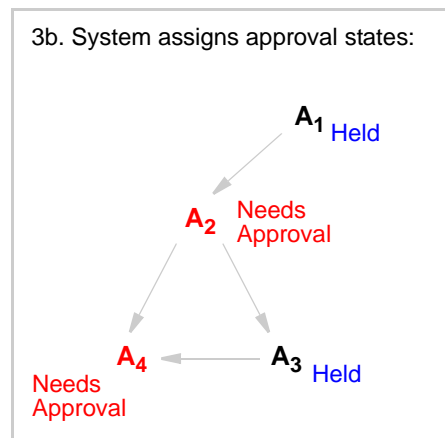 3b. System assigns approval states:
A1 Held
A2 Needs
Approval
A4
A3 Held
Needs
Approval